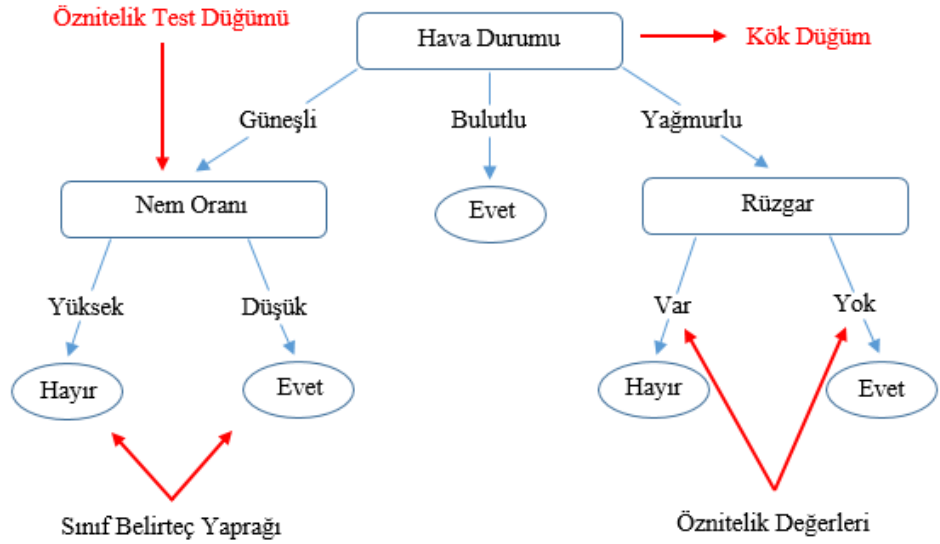 Öznitelik Test Düğümü
Hava Durumu
Kök Düğüm
Güneşli
Bulutlu
Yağmurlu
Nem Oranı
Evet
Rüzgar
Yüksek
Düşük
Var
Yok
Hayır
Evet
Hayır
Evet
Sınıf Belirteç Yaprağı
Öznitelik Değerleri